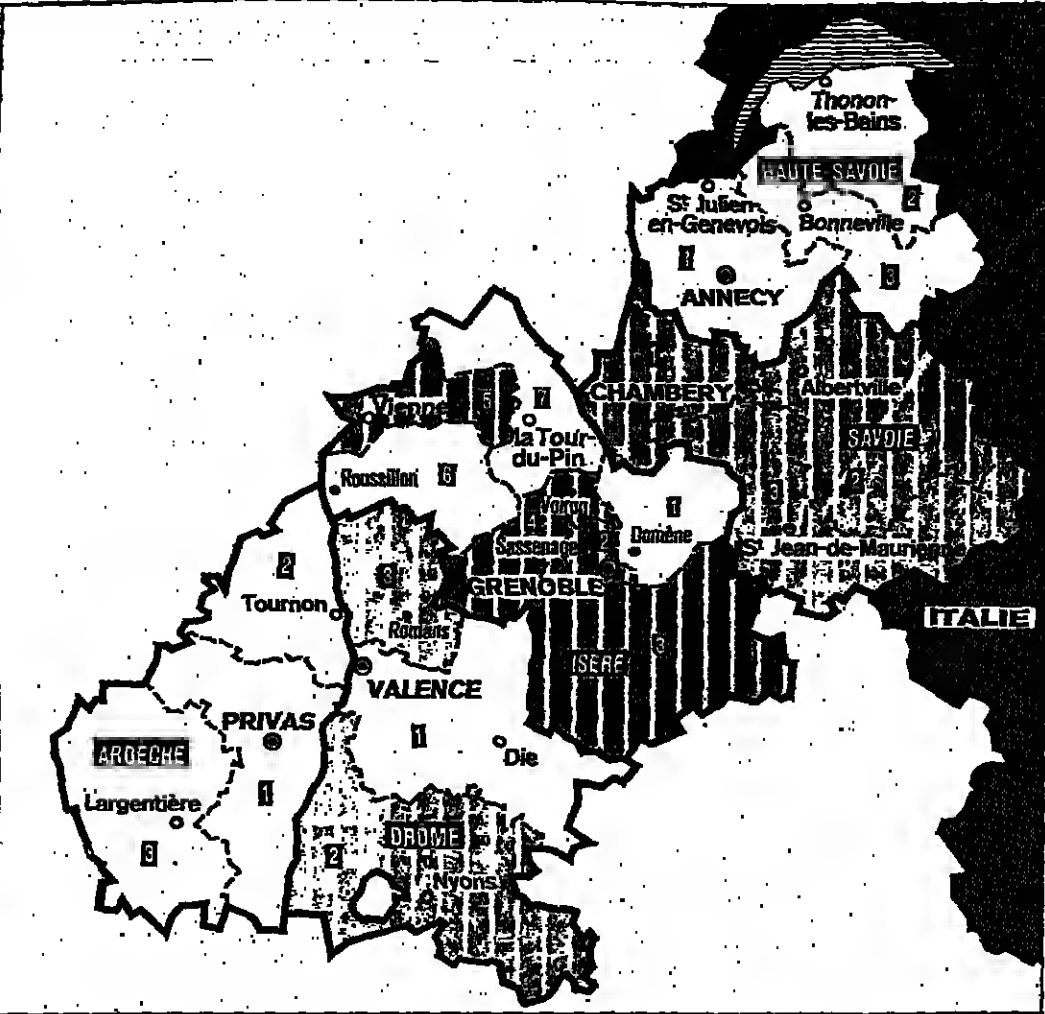 Thonon-
les-Bains
HAUTE-SAVOIE
2
St Julien-
en-Genevois
Bonneville
1
3
ANNECY
CHAMBERY
Albertville
SAVOIE
Vienne
5
7
la Tour-
du-Pin
3
2
Roussillon
6
Voiron
1
Sassenage
Domène
St Jean-de-Maurienne
GRENOBLE
2
3
Tournon
Romans
ITALIE
ISERE
3
VALENCE
PRIVAS
1
ARDECHE
Die
1
Largentière
DROME
3
2
Nyons